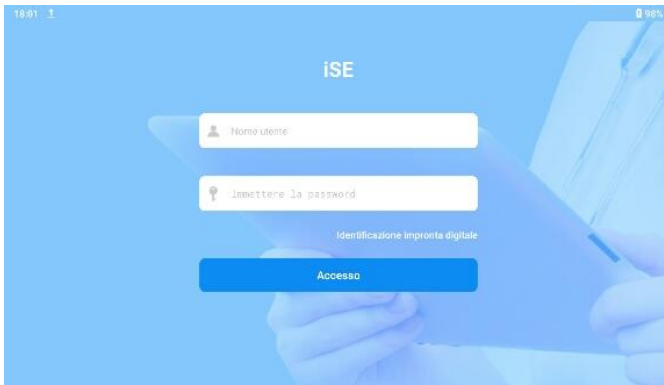 18:01 98%
iSE
Nome utente
Immettere la password
Identificazione impronta digitale
Accesso